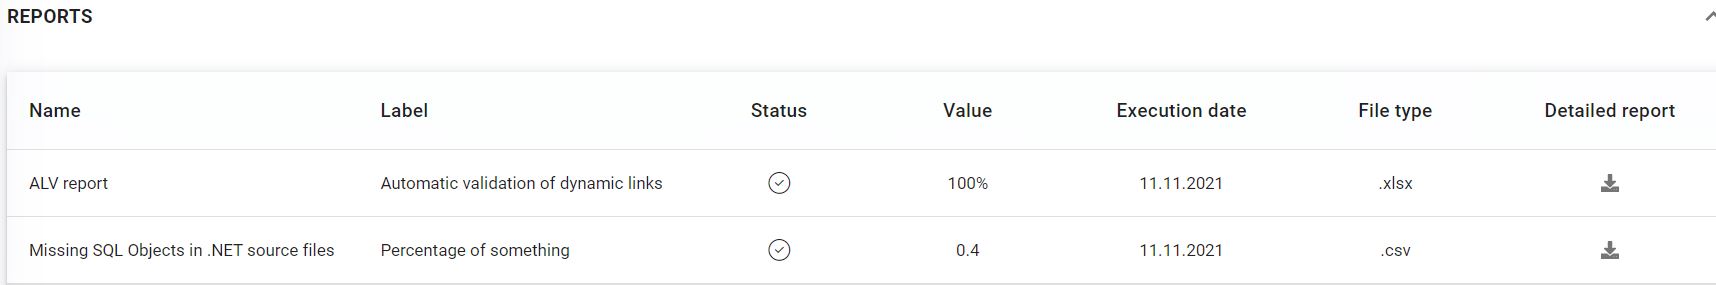 REPORTS
Name Label Status Value Execution date File type Detailed report
ALV report Automatic validation of dynamic links 100% 11.11.2021 .xlsx
Missing SQL Objects in .NET source files Percentage of something 0.4 11.11.2021 .csv